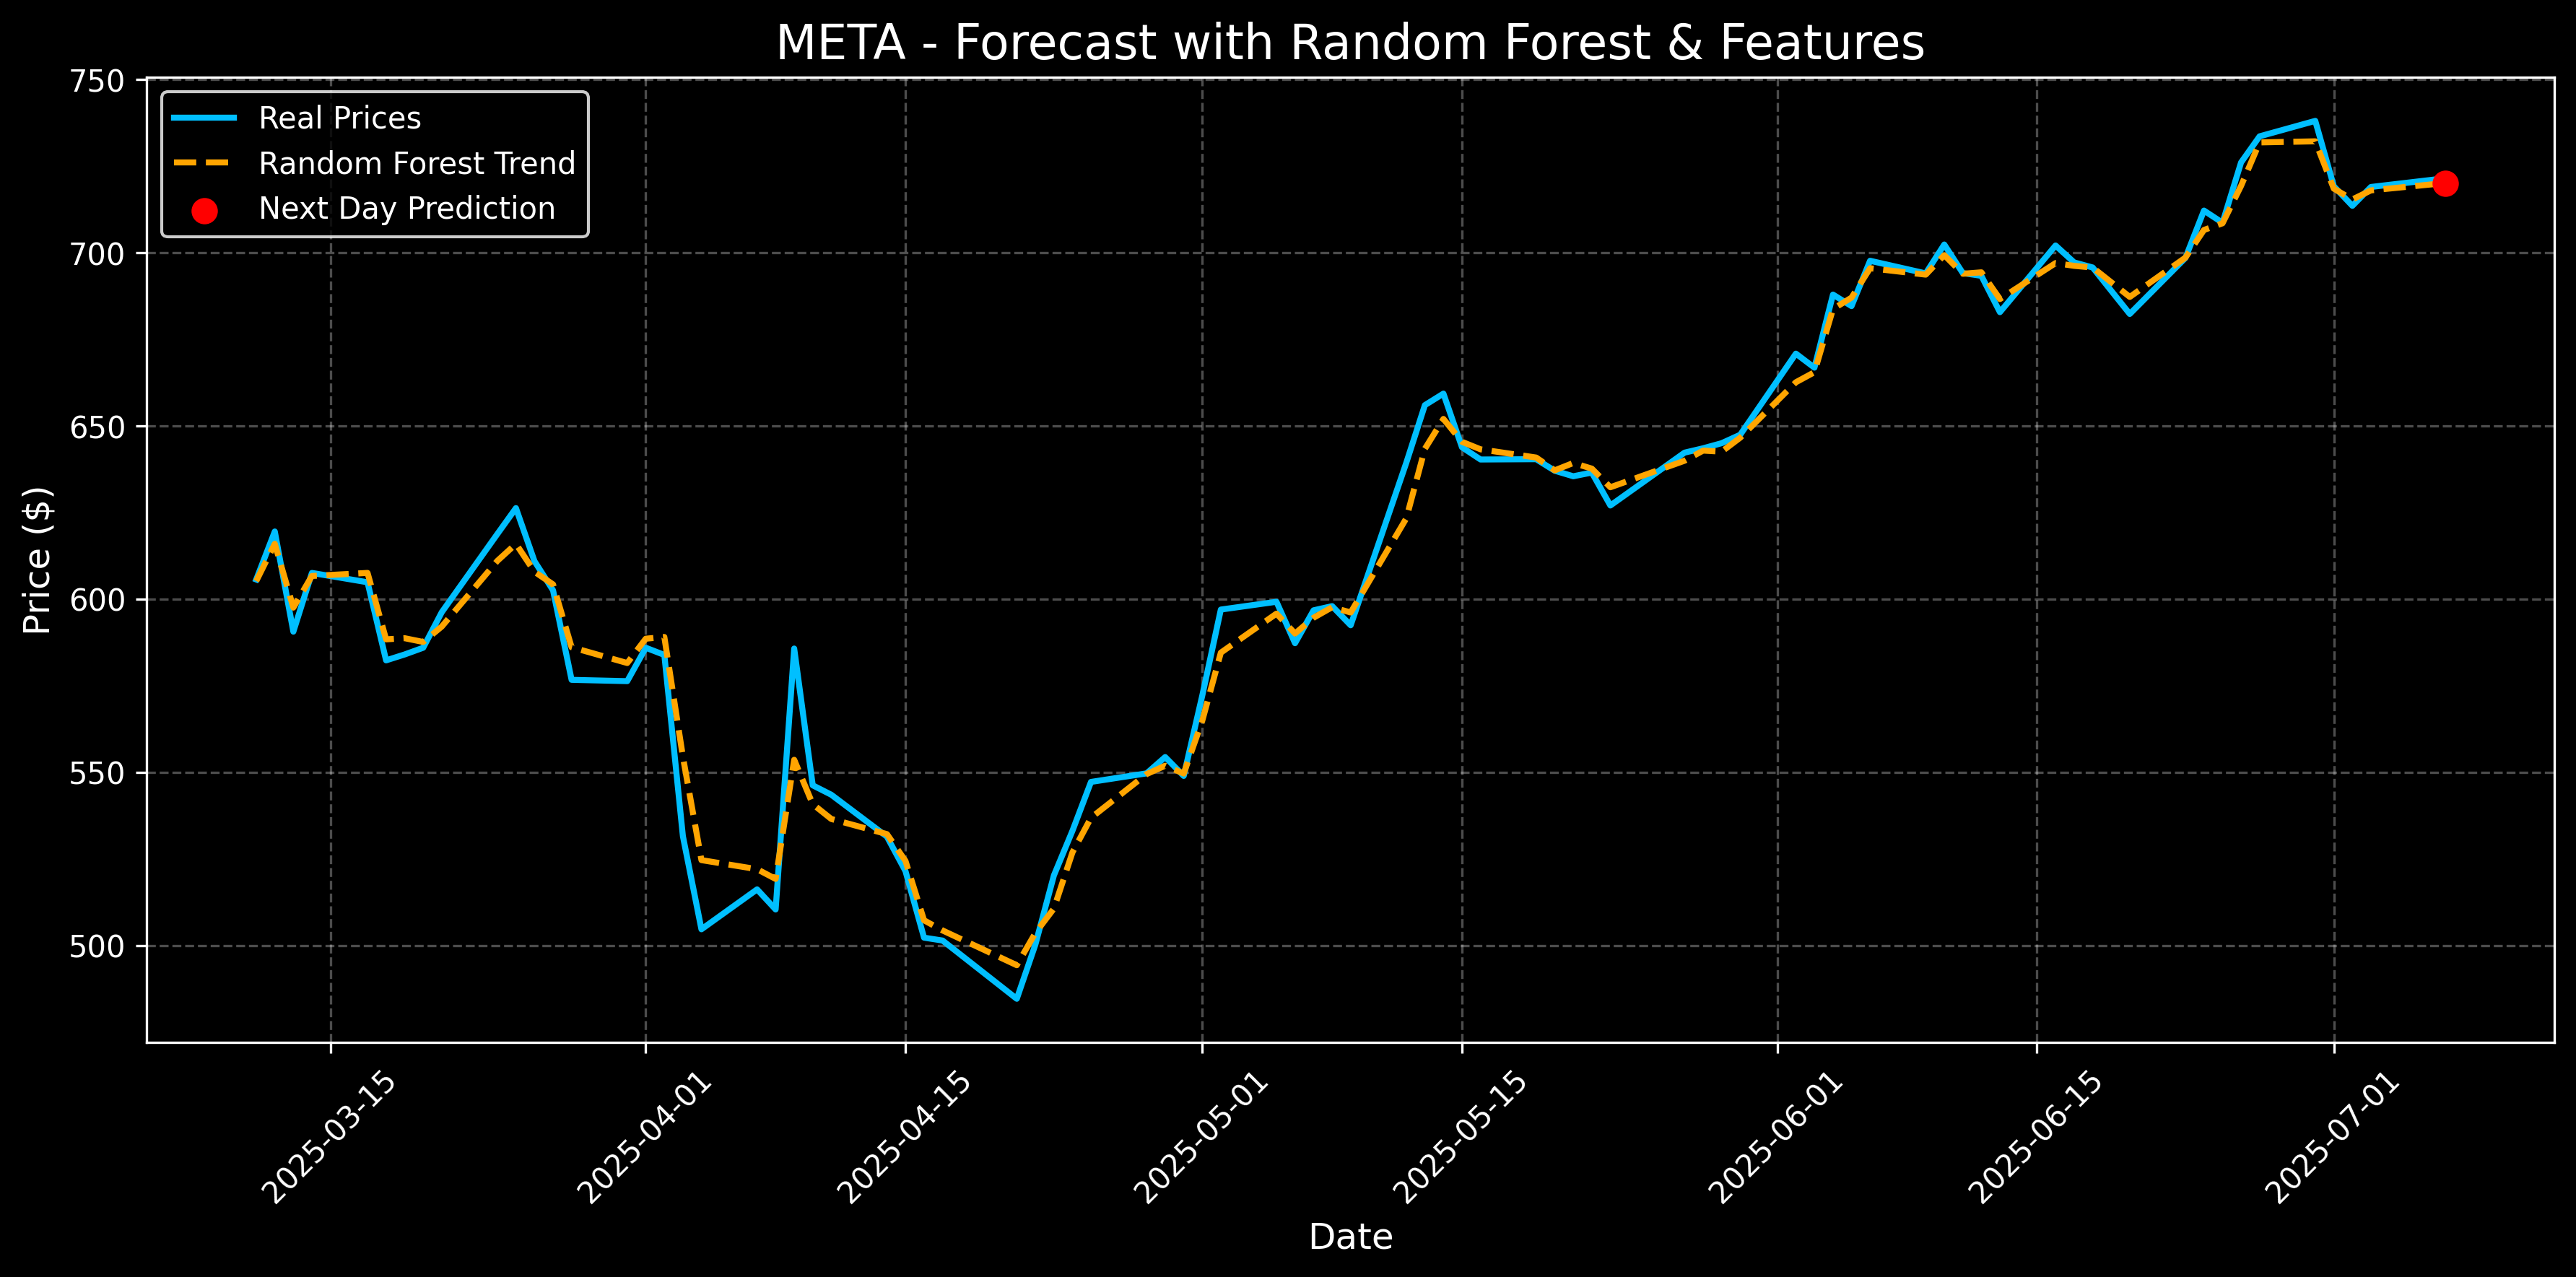 META - Forecast with Random Forest & Features
Real Prices
Random Forest Trend
Next Day Prediction
Price ($)
750
700
650
600
550
500
2025-03-15
2025-04-01
2025-04-15
2025-05-01
2025-05-15
2025-06-01
2025-06-15
2025-07-01
Date